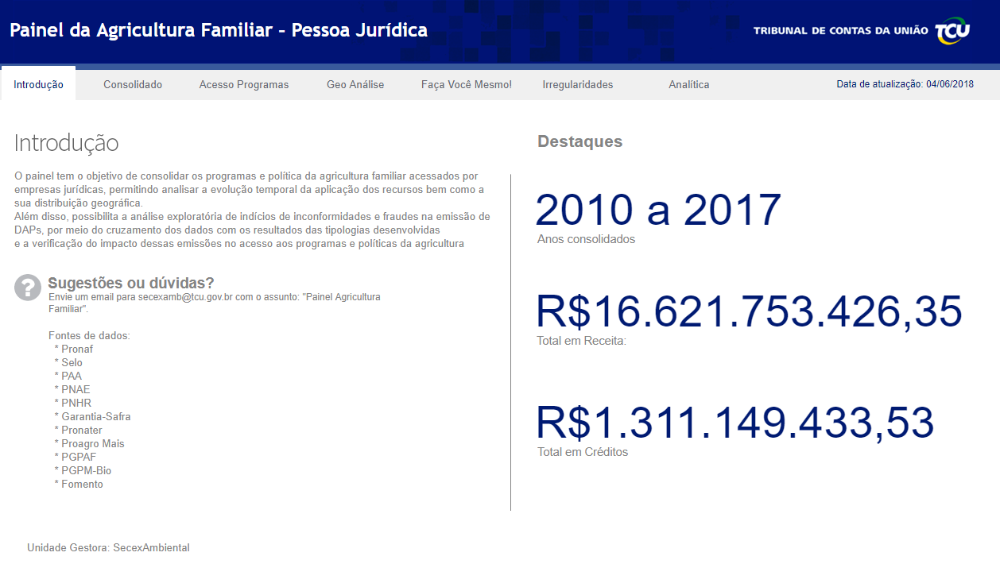 Painel da Agricultura Familiar - Pessoa Jurídica
TRIBUNAL DE CONTAS DA UNIÃO TCU
Introdução Consolidado Acesso Programas Geo Análise Faça Você Mesmo! Irregularidades Analítica Data de atualização: 04/06/2018
Introdução
O painel tem o objetivo de consolidar os programas e política da agricultura familiar acessados por
empresas jurídicas, permitindo analisar a evolução temporal da aplicação dos recursos bem como a
sua distribuição geográfica.
Além disso, possibilita a análise exploratória de indícios de inconformidades e fraudes na emissão de
DAPs, por meio do cruzamento dos dados com os resultados das tipologias desenvolvidas
e a verificação do impacto dessas emissões no acesso aos programas e políticas da agricultura
?
Sugestões ou dúvidas?
Envie um email para secexamb@tcu.gov.br com o assunto: "Painel Agricultura
Familiar".
Fontes de dados:
* Pronaf
* Selo
* PAA
* PNAE
* PNHR
* Garantia-Safra
* Pronater
* Proagro Mais
* PGPAF
* PGPM-Bio
* Fomento
Unidade Gestora: SecexAmbiental
Destaques
2010 a 2017
Anos consolidados
R$16.621.753.426,35
Total em Receita:
R$1.311.149.433,53
Total em Créditos